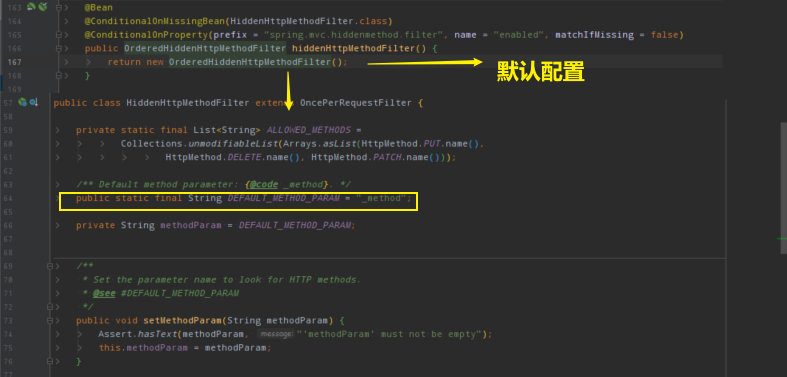 163 @Bean
164 @ConditionalOnMissingBean(HiddenHttpMethodFilter.class)
165 @ConditionalOnProperty(prefix = "spring.mvc.hiddenmethod.filter", name = "enabled", matchIfMissing = false)
166 public OrderedHiddenHttpMethodFilter hiddenHttpMethodFilter() {
167 return new OrderedHiddenHttpMethodFilter();
默认配置
168 }
169
57 public class HiddenHttpMethodFilter extends OncePerRequestFilter {
58
59 private static final List<String> ALLOWED_METHODS =
60 Collections.unmodifiableList(Arrays.asList(HttpMethod.PUT.name(),
61 HttpMethod.DELETE.name(), HttpMethod.PATCH.name()));
62
63 /** Default method parameter: {@code _method}. */
64 public static final String DEFAULT_METHOD_PARAM = "_method";
65
66 private String methodParam = DEFAULT_METHOD_PARAM;
67
68
69 /**
70 * Set the parameter name to look for HTTP methods.
71 * @see #DEFAULT_METHOD_PARAM
72 */
73 public void setMethodParam(String methodParam) {
74 Assert.hasText(methodParam, message: "'methodParam' must not be empty");
75 this.methodParam = methodParam;
76 }
77